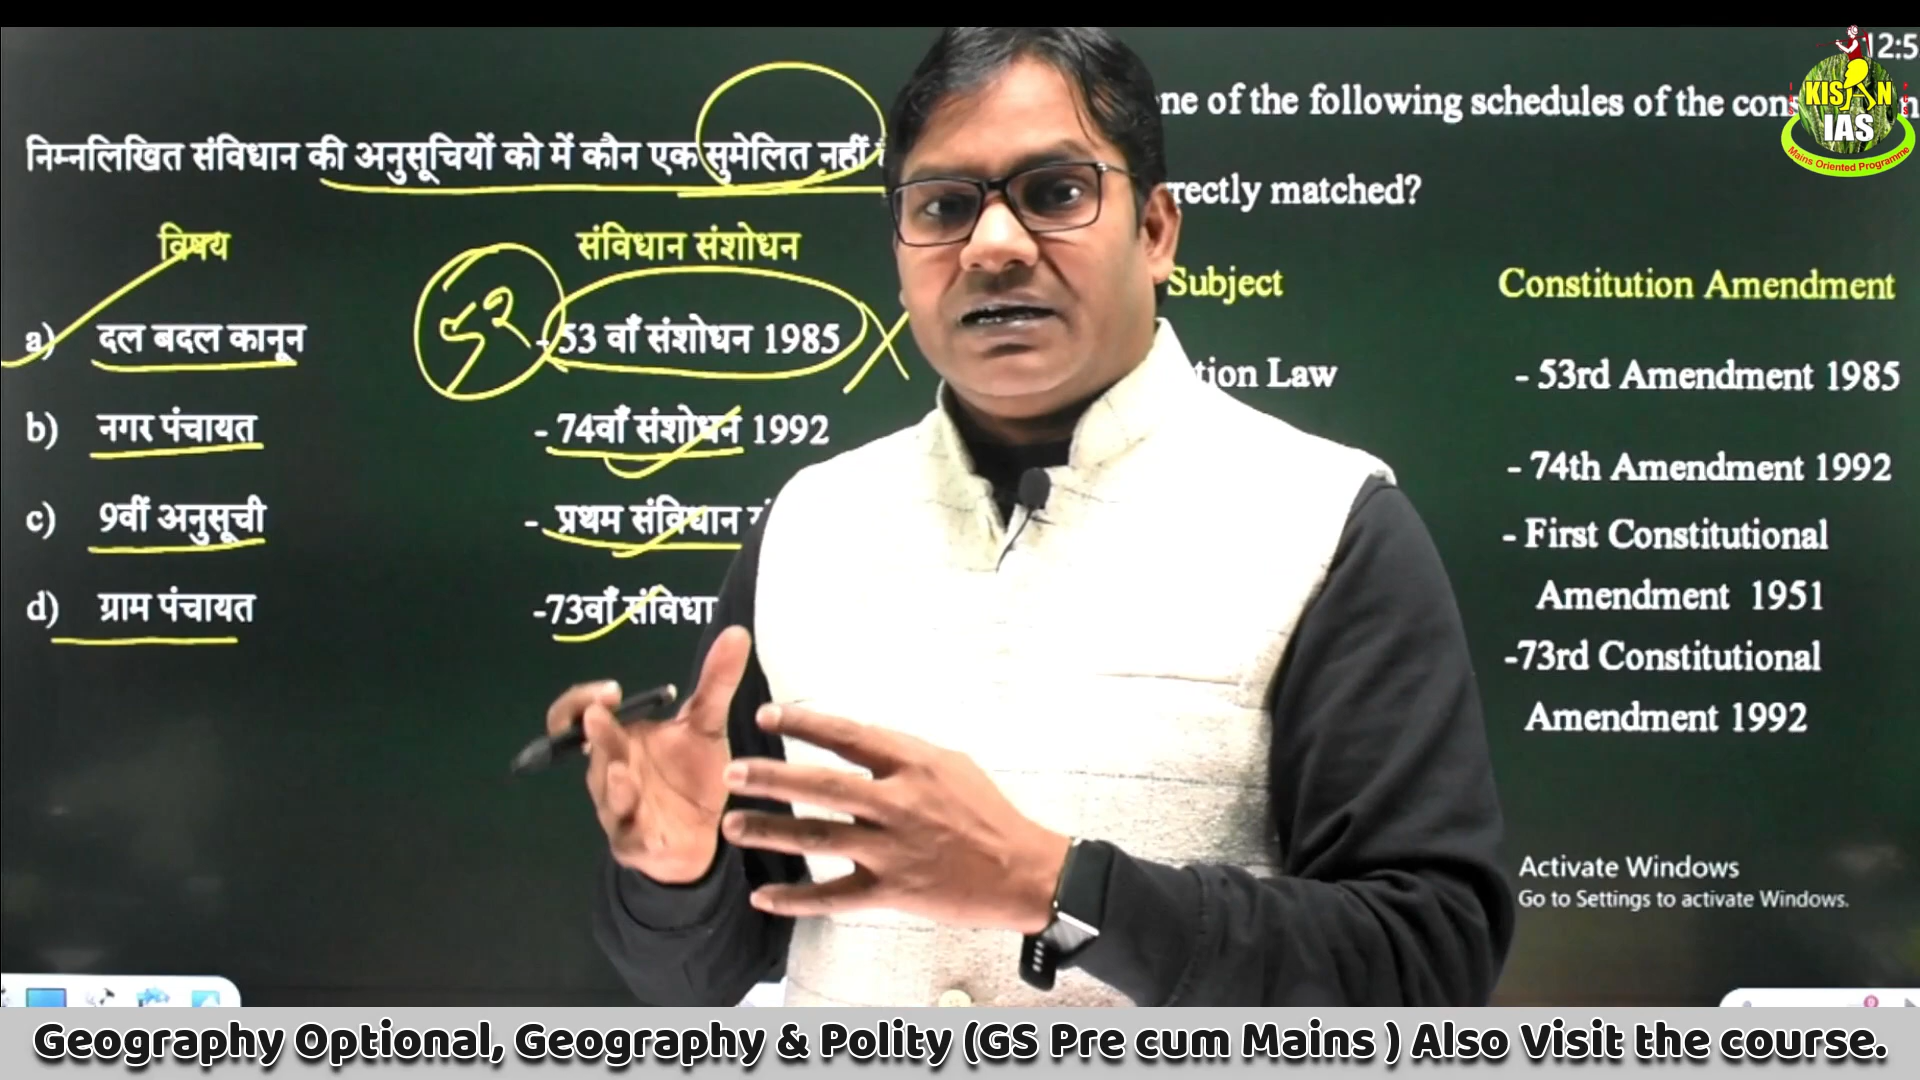 12:5
KISAN
IAS
Mains Oriented Programme
निम्नलिखित संविधान की अनुसूचियों को में कौन एक सुमेलित नहीं
विषय संविधान संशोधन
52
a) दल बदल कानून - 53 वाँ संशोधन 1985
b) नगर पंचायत - 74वाँ संशोधन 1992
c) 9वीं अनुसूची - प्रथम संविधान
d) ग्राम पंचायत -73वाँ संविधा
ne of the following schedules of the con
rrectly matched?
Subject Constitution Amendment
tion Law - 53rd Amendment 1985
- 74th Amendment 1992
- First Constitutional
Amendment 1951
-73rd Constitutional
Amendment 1992
Activate Windows
Go to Settings to activate Windows.
Geography Optional, Geography & Polity (GS Pre cum Mains ) Also Visit the course.